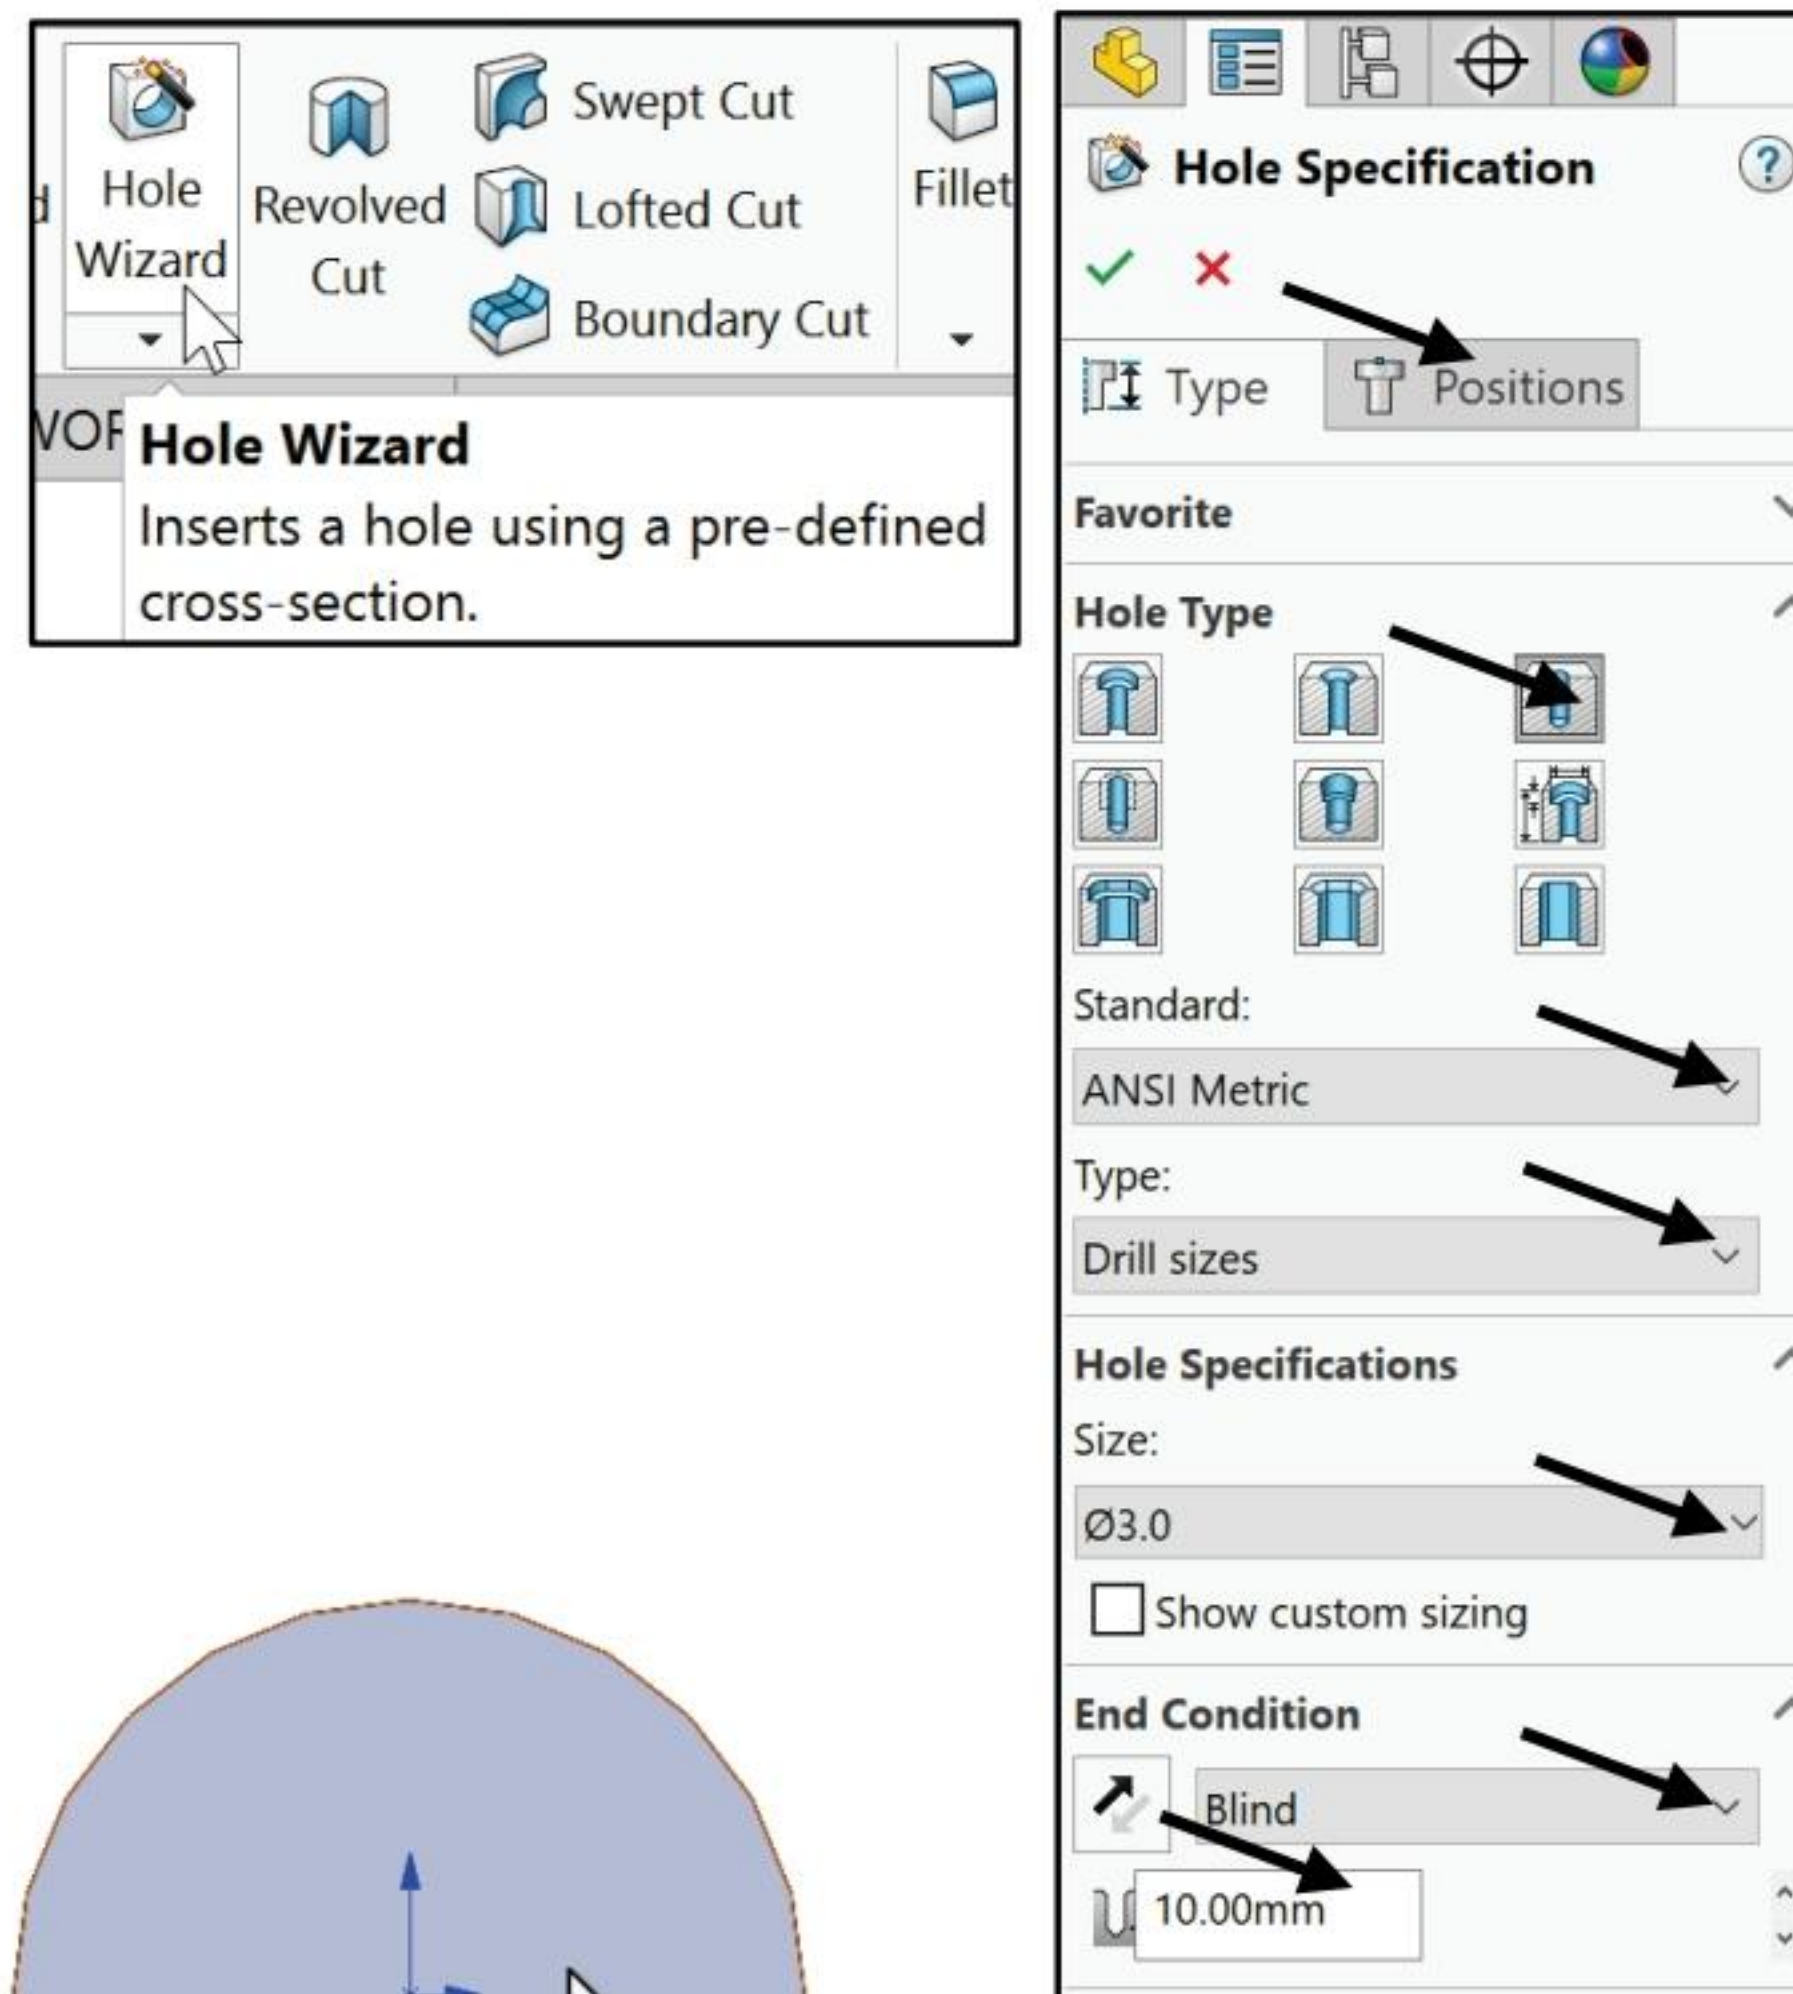 Hole
Wizard
Revolved
Cut
Swept Cut
Lofted Cut
Boundary Cut
Fillet
Hole Wizard
Inserts a hole using a pre-defined
cross-section.
Hole Specification
?
Type
Positions
Favorite
Hole Type
Standard:
ANSI Metric
Type:
Drill sizes
Hole Specifications
Size:
Ø3.0
Show custom sizing
End Condition
Blind
10.00mm